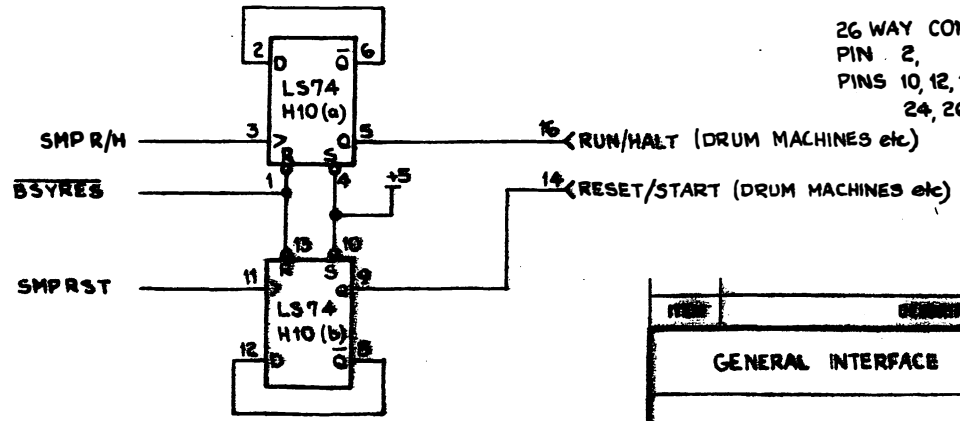 26 WAY CON
PIN 2,
PINS 10, 12, 1
24, 26
2 D Q̅ 6
LS74
H10(a)
SMP R/H 3 > Q 5 16 RUN/HALT (DRUM MACHINES etc)
R S
1 4 +5
B̅S̅Y̅R̅E̅S̅ 14 RESET/START (DRUM MACHINES etc)
13 10
R S
SMPRST 11 > Q 9
LS74
H10(b)
12 D Q̅ 8
ITEM
GENERAL INTERFACE